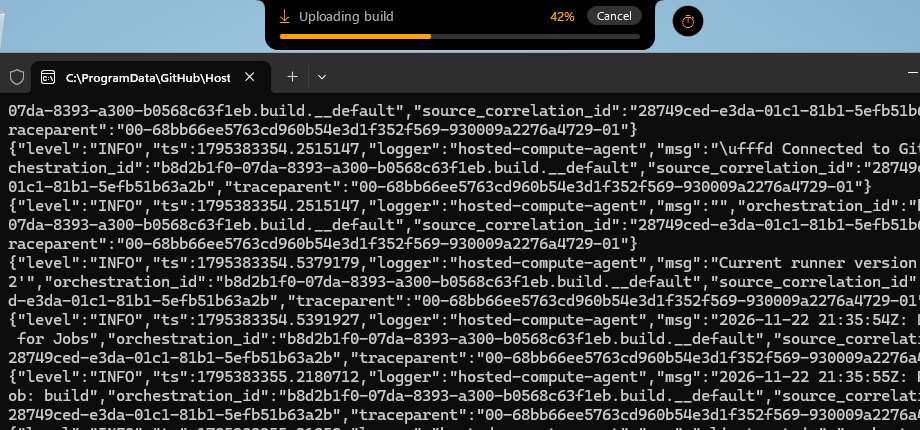 Uploading build 42% Cancel
C:\ProgramData\GitHub\Host
07da-8393-a300-b0568c63f1eb.build.__default","source_correlation_id":"28749ced-e3da-01c1-81b1-5efb51b6
raceparent":"00-68bb66ee5763cd960b54e3d1f352f569-930009a2276a4729-01"}
{"level":"INFO","ts":1795383354.2515147,"logger":"hosted-compute-agent","msg":"\ufffd Connected to Git
chestration_id":"b8d2b1f0-07da-8393-a300-b0568c63f1eb.build.__default","source_correlation_id":"28749c
01c1-81b1-5efb51b63a2b","traceparent":"00-68bb66ee5763cd960b54e3d1f352f569-930009a2276a4729-01"}
{"level":"INFO","ts":1795383354.2515147,"logger":"hosted-compute-agent","msg":"","orchestration_id":"b
07da-8393-a300-b0568c63f1eb.build.__default","source_correlation_id":"28749ced-e3da-01c1-81b1-5efb51b6
raceparent":"00-68bb66ee5763cd960b54e3d1f352f569-930009a2276a4729-01"}
{"level":"INFO","ts":1795383354.5379179,"logger":"hosted-compute-agent","msg":"Current runner version
2'","orchestration_id":"b8d2b1f0-07da-8393-a300-b0568c63f1eb.build.__default","source_correlation_id"
d-e3da-01c1-81b1-5efb51b63a2b","traceparent":"00-68bb66ee5763cd960b54e3d1f352f569-930009a2276a4729-01"
{"level":"INFO","ts":1795383354.5391927,"logger":"hosted-compute-agent","msg":"2026-11-22 21:35:54Z:
for Jobs","orchestration_id":"b8d2b1f0-07da-8393-a300-b0568c63f1eb.build.__default","source_correlati
28749ced-e3da-01c1-81b1-5efb51b63a2b","traceparent":"00-68bb66ee5763cd960b54e3d1f352f569-930009a2276a4
{"level":"INFO","ts":1795383355.2180712,"logger":"hosted-compute-agent","msg":"2026-11-22 21:35:55Z:
ob: build","orchestration_id":"b8d2b1f0-07da-8393-a300-b0568c63f1eb.build.__default","source_correlat
28749ced-e3da-01c1-81b1-5efb51b63a2b","traceparent":"00-68bb66ee5763cd960b54e3d1f352f569-930009a2276a4